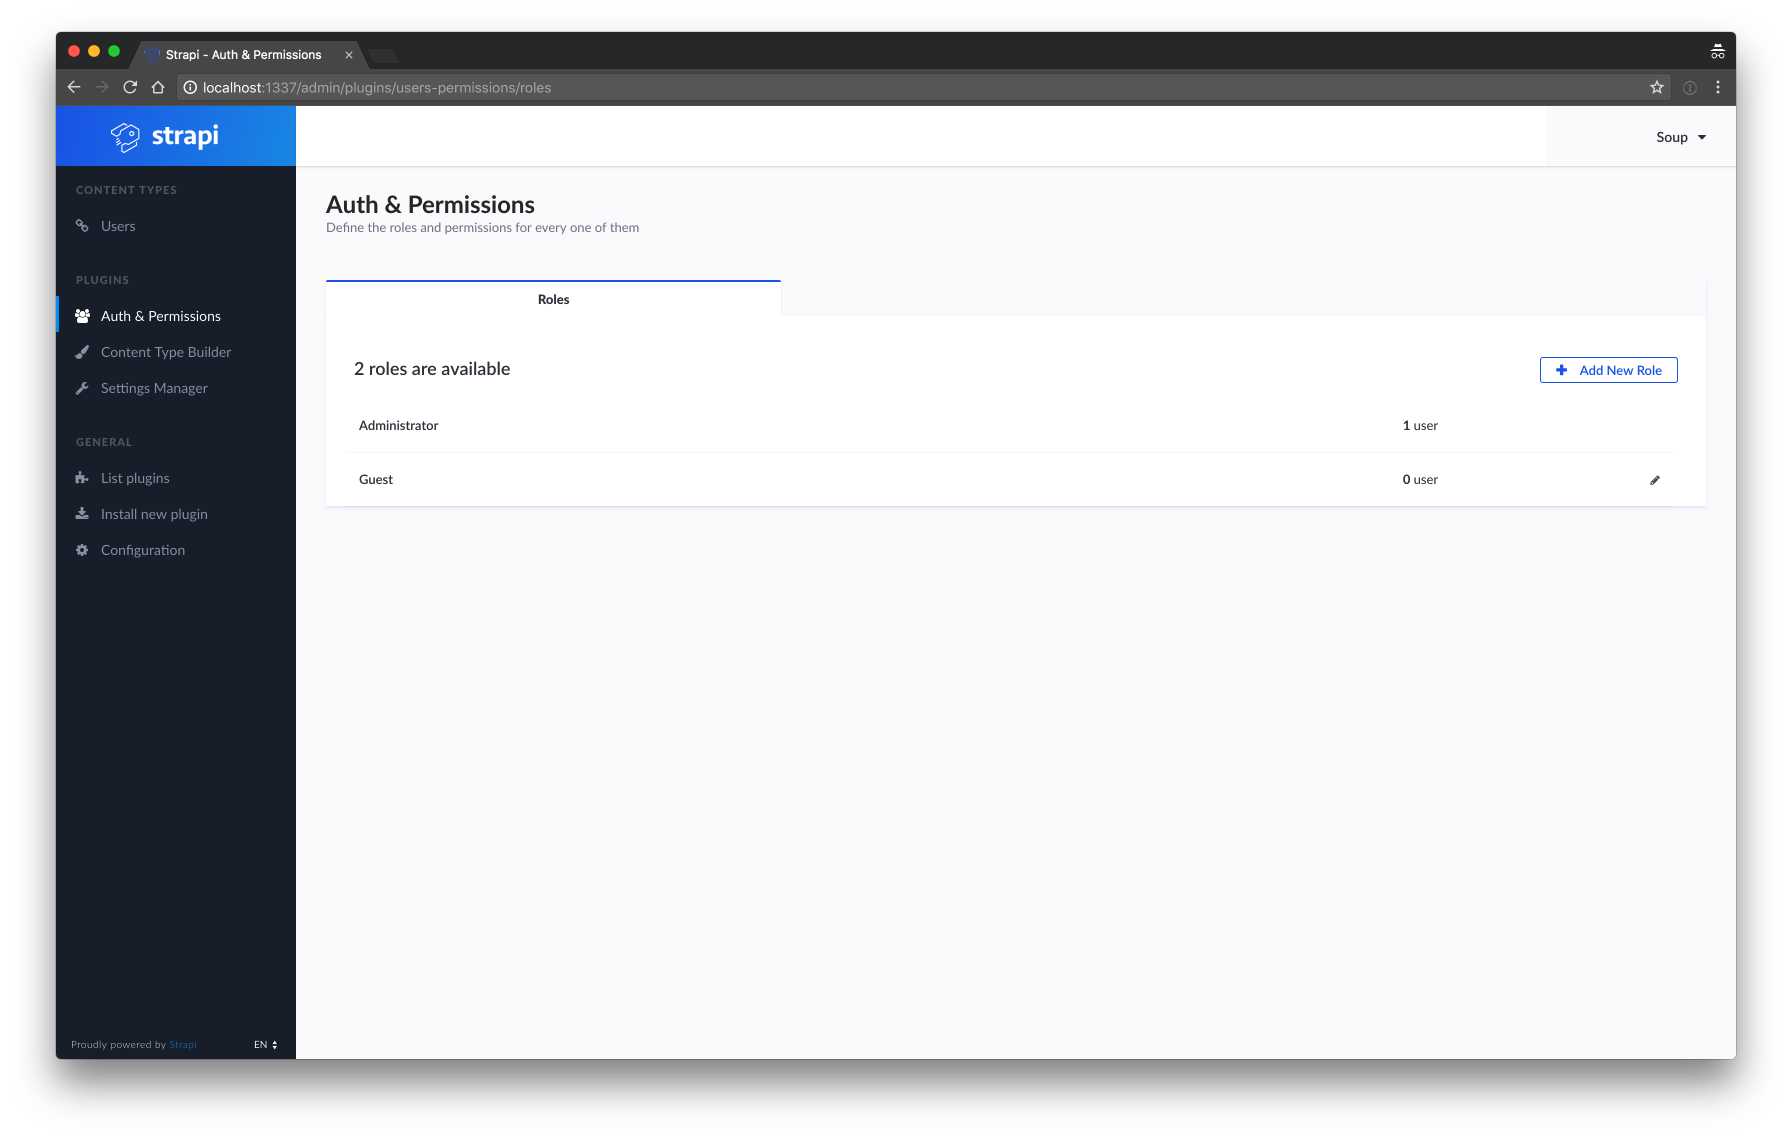 Strapi - Auth & Permissions
localhost:1337/admin/plugins/users-permissions/roles
strapi
Soup
CONTENT TYPES
Users
PLUGINS
Auth & Permissions
Content Type Builder
Settings Manager
GENERAL
List plugins
Install new plugin
Configuration
Proudly powered by Strapi
EN
Auth & Permissions
Define the roles and permissions for every one of them
Roles
2 roles are available
Add New Role
Administrator 1 user
Guest 0 user